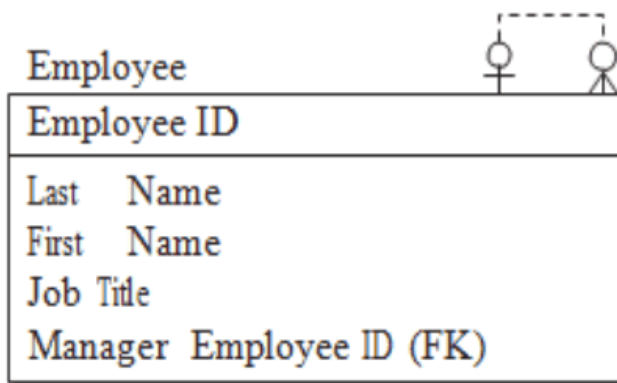 Employee
Employee ID
Last Name
First Name
Job Title
Manager Employee ID (FK)